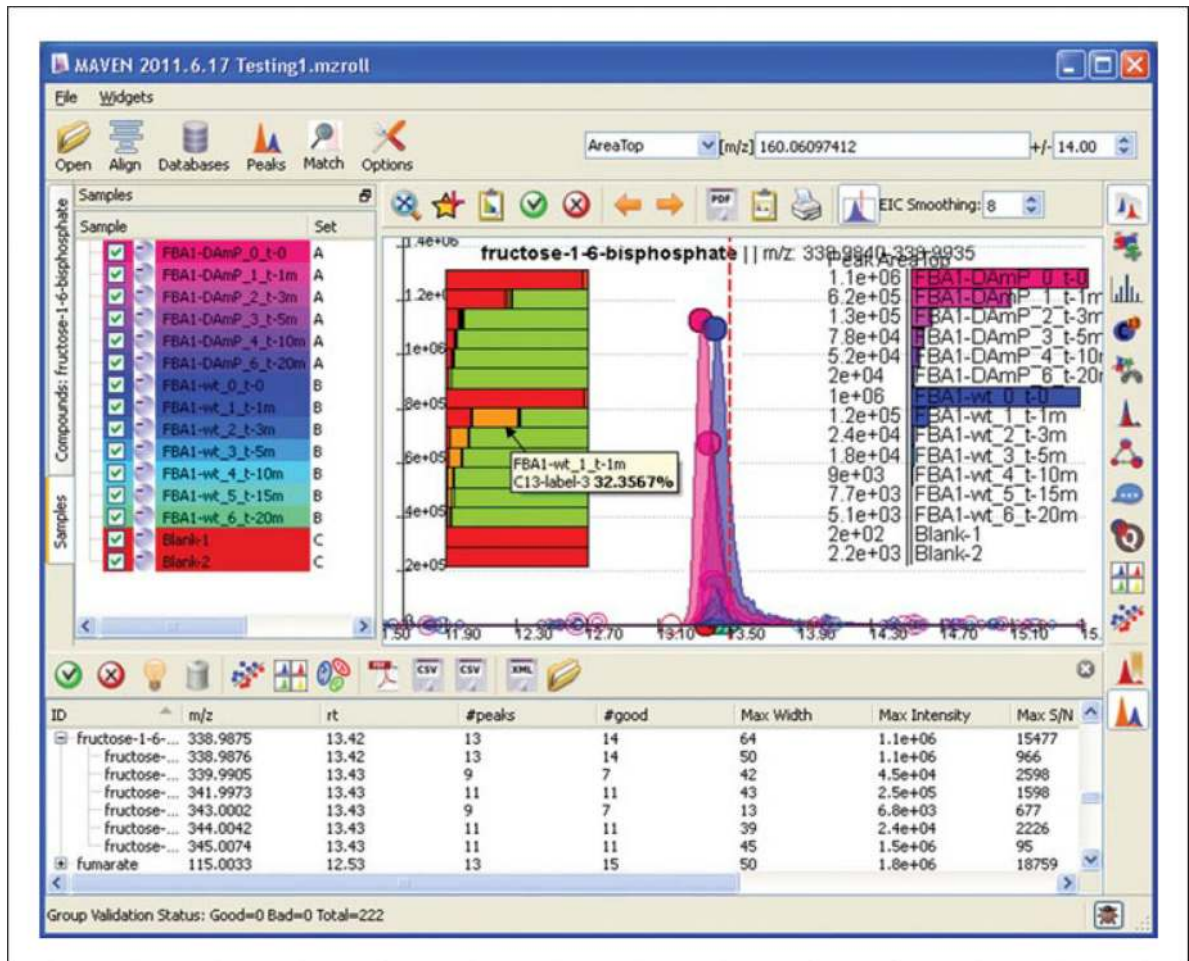 MAVEN 2011.6.17 Testing1.mzroll
File Widgets
Open Align Databases Peaks Match Options
AreaTop [m/z] 160.06097412 +/- 14.00
Compounds: fructose-1-6-bisphosphate
Samples
Samples
Sample Set
FBA1-DAmP_0_t-0 A
FBA1-DAmP_1_t-1m A
FBA1-DAmP_2_t-3m A
FBA1-DAmP_3_t-5m A
FBA1-DAmP_4_t-10m A
FBA1-DAmP_6_t-20m A
FBA1-wt_0_t-0 B
FBA1-wt_1_t-1m B
FBA1-wt_2_t-3m B
FBA1-wt_3_t-5m B
FBA1-wt_4_t-10m B
FBA1-wt_5_t-15m B
FBA1-wt_6_t-20m B
Blank-1 C
Blank-2 C
PDF EIC Smoothing: 8
fructose-1-6-bisphosphate || m/z: 338.9840-338.9935
Peak AreaTop
1.1e+06 FBA1-DAmP_0_t-0
6.2e+05 FBA1-DAmP_1_t-1m
1.3e+05 FBA1-DAmP_2_t-3m
7.8e+04 FBA1-DAmP_3_t-5m
5.2e+04 FBA1-DAmP_4_t-10
2e+04 FBA1-DAmP_6_t-20
1e+06 FBA1-wt_0_t-0
1.2e+05 FBA1-wt_1_t-1m
2.4e+04 FBA1-wt_2_t-3m
1.8e+04 FBA1-wt_3_t-5m
9e+03 FBA1-wt_4_t-10m
7.7e+03 FBA1-wt_5_t-15m
5.1e+03 FBA1-wt_6_t-20m
2e+02 Blank-1
2.2e+03 Blank-2
FBA1-wt_1_t-1m
C13-label-3 32.3567%
1.4e+06
.8e+05
.6e+05
.4e+05
.2e+05
1.50 11.90 12.30 12.70 13.10 13.50 13.90 14.30 14.70 15.10 15.
PDF CSV CSV XML
ID m/z rt #peaks #good Max Width Max Intensity Max S/N
fructose-1-6-... 338.9875 13.42 13 14 64 1.1e+06 15477
fructose-... 338.9876 13.42 13 14 50 1.1e+06 966
fructose-... 339.9905 13.43 9 7 42 4.5e+04 2598
fructose-... 341.9973 13.43 11 11 43 2.5e+05 1598
fructose-... 343.0002 13.43 9 7 13 6.8e+03 677
fructose-... 344.0042 13.43 11 11 39 2.4e+04 2226
fructose-... 345.0074 13.43 11 11 45 1.5e+06 95
fumarate 115.0033 12.53 13 15 50 1.8e+06 18759
Group Validation Status: Good=0 Bad=0 Total=222